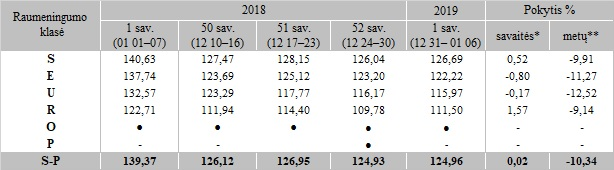 Raumeningumo klasė 2018 2019 Pokytis %
1 sav. (01 01–07) 50 sav. (12 10–16) 51 sav. (12 17–23) 52 sav. (12 24–30) 1 sav. (12 31– 01 06) savaitės* metų**
S 140,63 127,47 128,15 126,04 126,69 0,52 -9,91
E 137,74 123,69 125,12 123,20 122,22 -0,80 -11,27
U 132,57 123,29 117,77 116,17 115,97 -0,17 -12,52
R 122,71 111,94 114,40 109,78 111,50 1,57 -9,14
O ● ● ● ● ● - -
P - - - ● - - -
S-P 139,37 126,12 126,95 124,93 124,96 0,02 -10,34